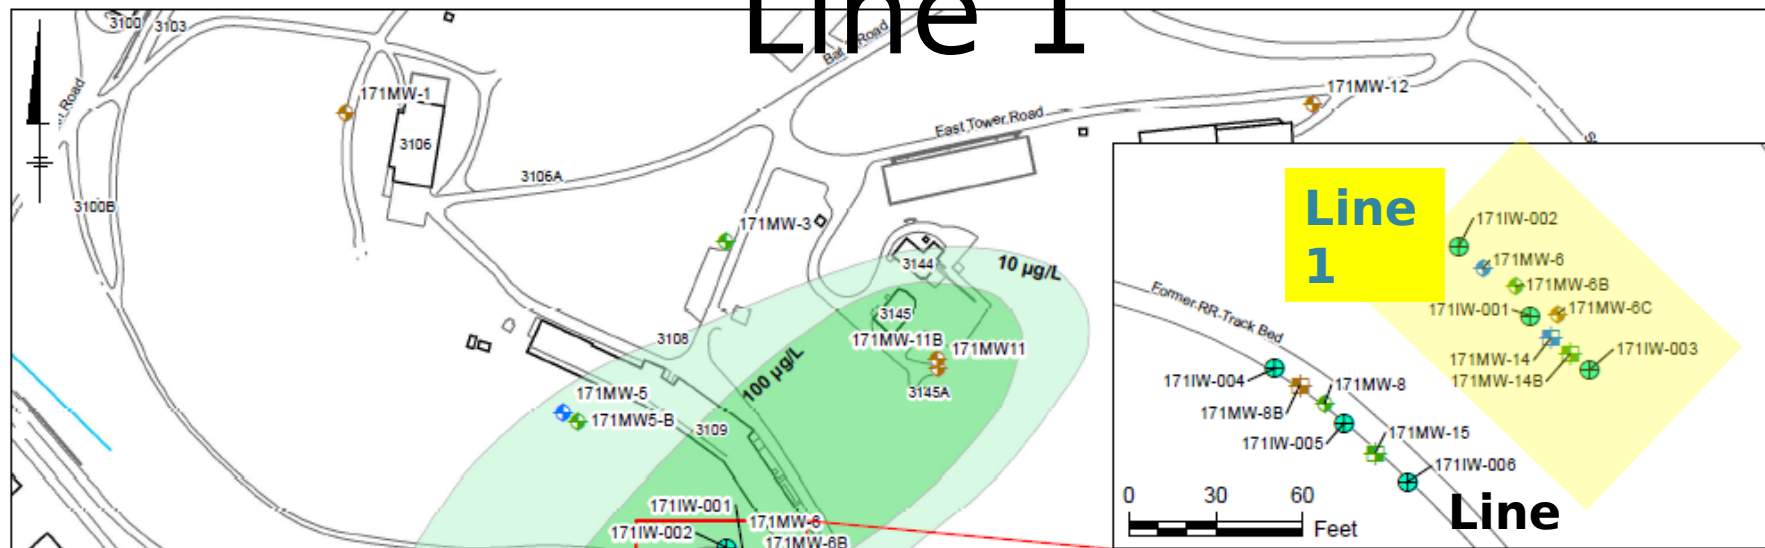 Line 1
3100
3103
Road
171MW-1
3106
3100B
3106A
Road
East Tower Road
171MW-12
171MW-3
3144
10 µg/L
3145
3108
171MW-11B
171MW11
100 µg/L
3145A
171MW-5
171MW5-B
3109
171IW-001
171MW-6
171IW-002
171MW-6B
Line
1
171IW-002
171MW-6
171MW-6B
171IW-001
171MW-6C
Former RR Track Bed
171MW-14
171IW-003
171MW-14B
171IW-004
171MW-8
171MW-8B
171IW-005
171MW-15
171IW-006
0 30 60
Feet
Line